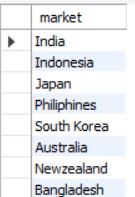 market
India
Indonesia
Japan
Philiphines
South Korea
Australia
Newzealand
Bangladesh